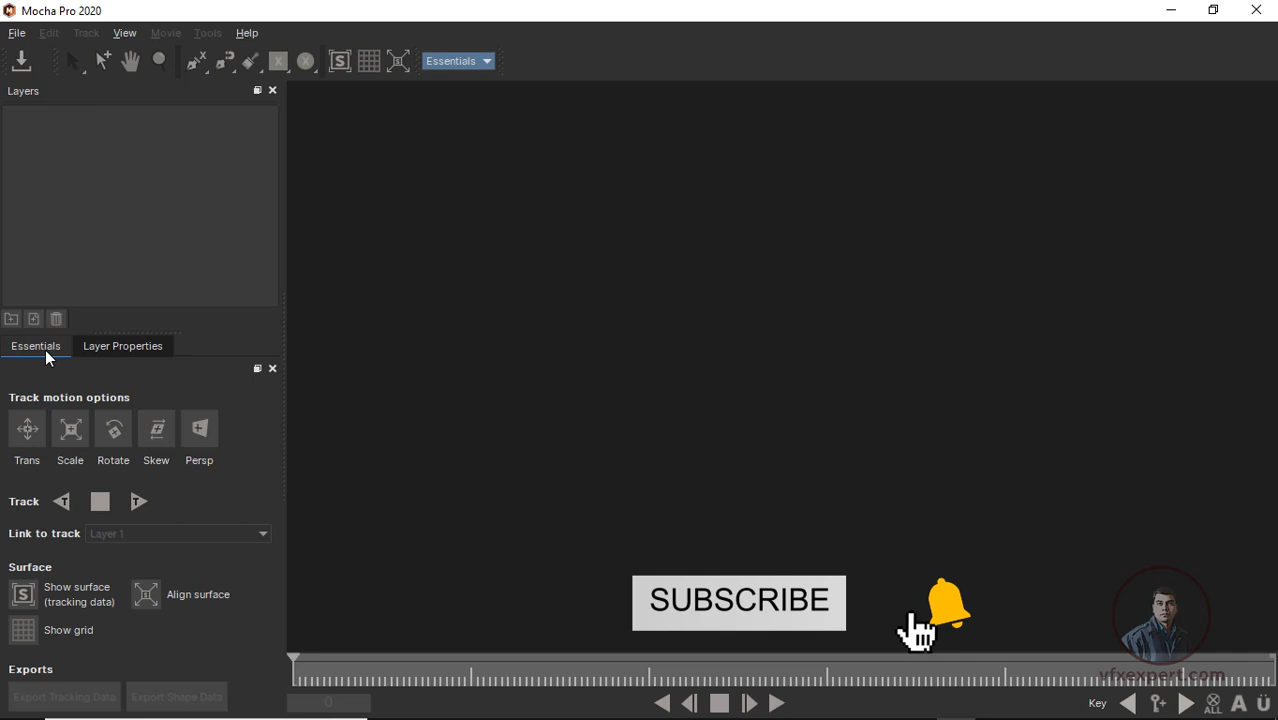 Mocha Pro 2020
File Edit Track View Movie Tools Help
Essentials
Layers
Essentials Layer Properties
Track motion options
Trans Scale Rotate Skew Persp
Track
Link to track Layer 1
Surface
Show surface
(tracking data)
Align surface
Show grid
Exports
Export Tracking Data Export Shape Data
SUBSCRIBE
vfxexpert.com
0
Key
ALL
A
Ü